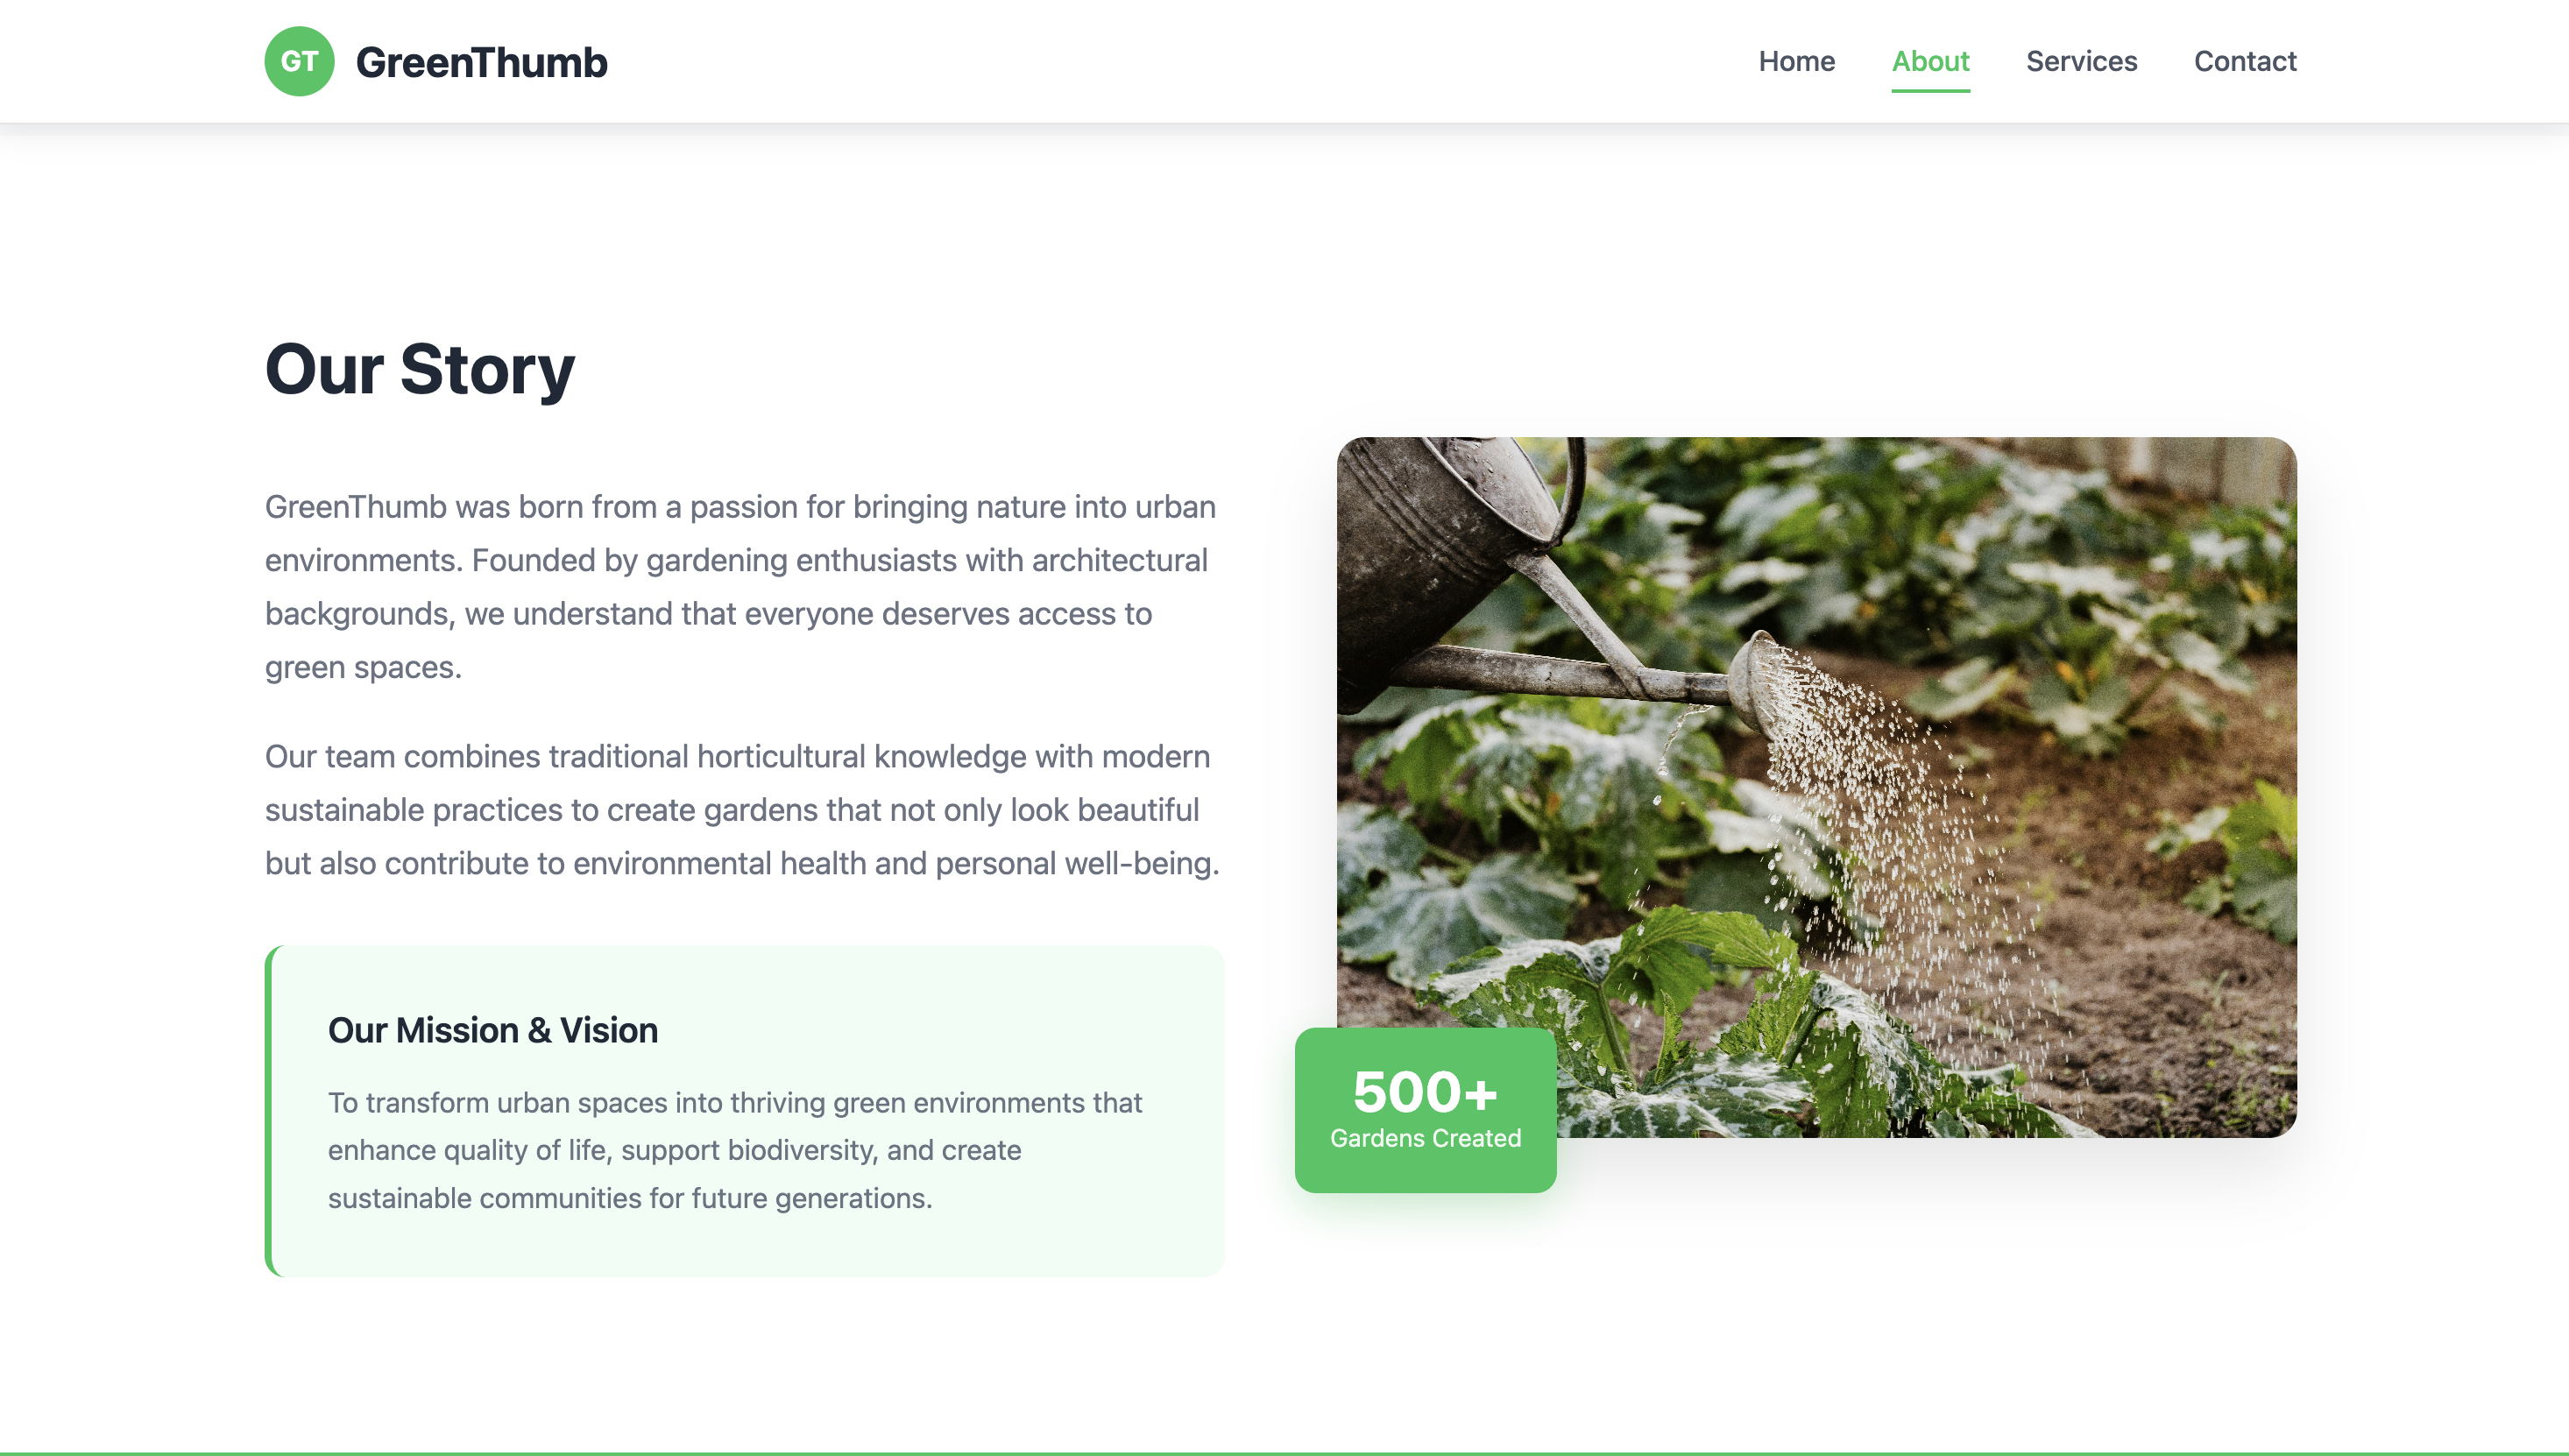 GT
GreenThumb
Home
About
Services
Contact
Our Story
GreenThumb was born from a passion for bringing nature into urban
environments. Founded by gardening enthusiasts with architectural
backgrounds, we understand that everyone deserves access to
green spaces.
Our team combines traditional horticultural knowledge with modern
sustainable practices to create gardens that not only look beautiful
but also contribute to environmental health and personal well-being.
Our Mission & Vision
To transform urban spaces into thriving green environments that
enhance quality of life, support biodiversity, and create
sustainable communities for future generations.
500+
Gardens Created